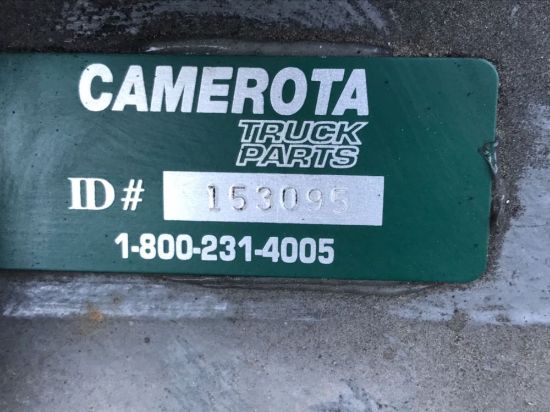 CAMEROTA
TRUCK
PARTS
ID# 153095
1-800-231-4005